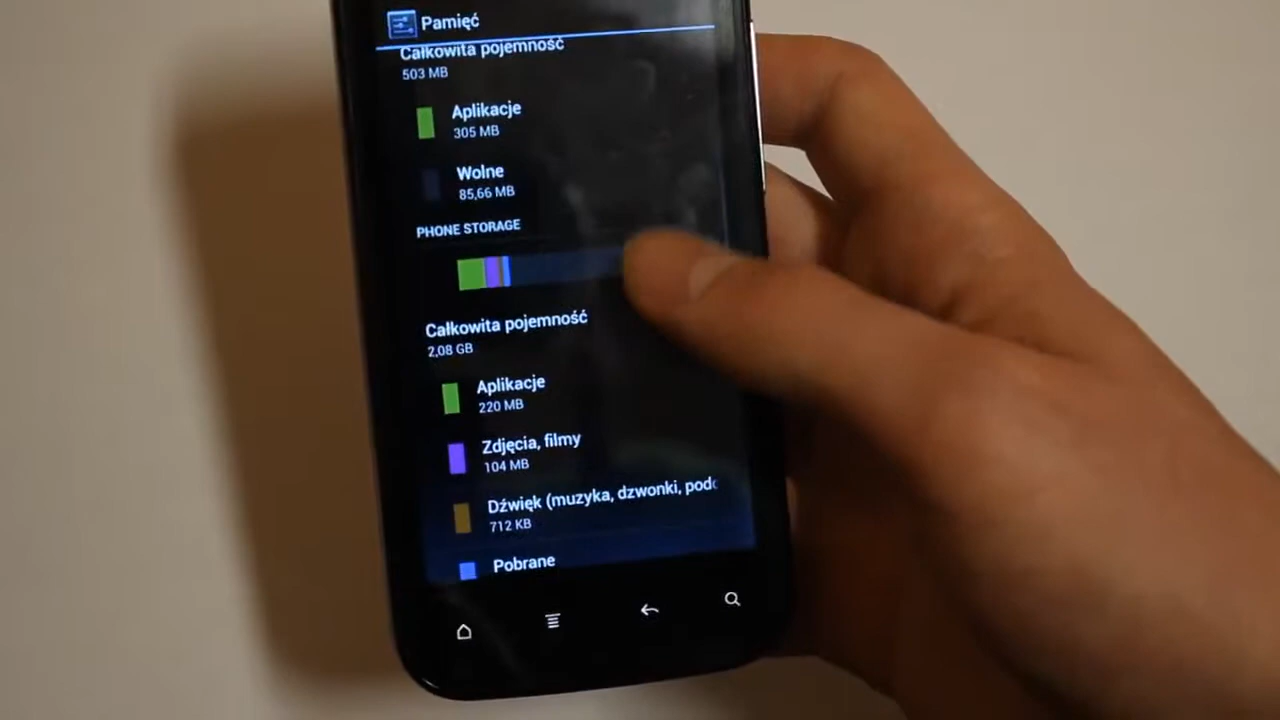 Pamięć
Całkowita pojemność
503 MB
Aplikacje
305 MB
Wolne
85,66 MB
PHONE STORAGE
Całkowita pojemność
2,08 GB
Aplikacje
220 MB
Zdjęcia, filmy
104 MB
Dźwięk (muzyka, dzwonki, podc
712 KB
Pobrane